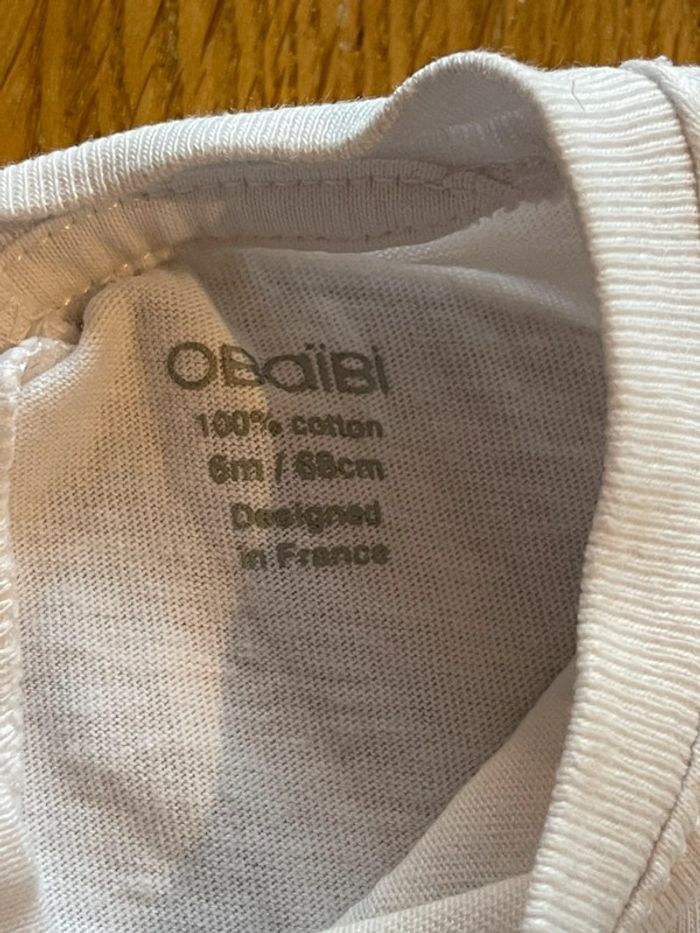 OBaïBi
100% cotton
6m / 68cm
Designed
in France